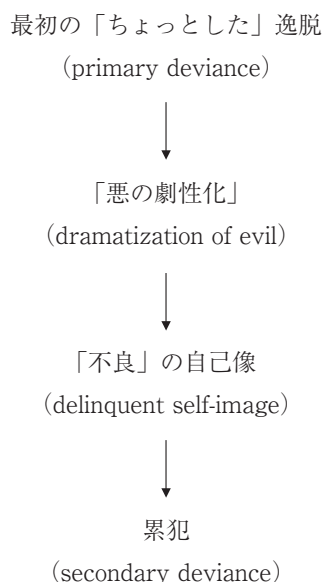 最初の「ちょっとした」逸脱
(primary deviance)
「悪の劇性化」
(dramatization of evil)
「不良」の自己像
(delinquent self-image)
累犯
(secondary deviance)